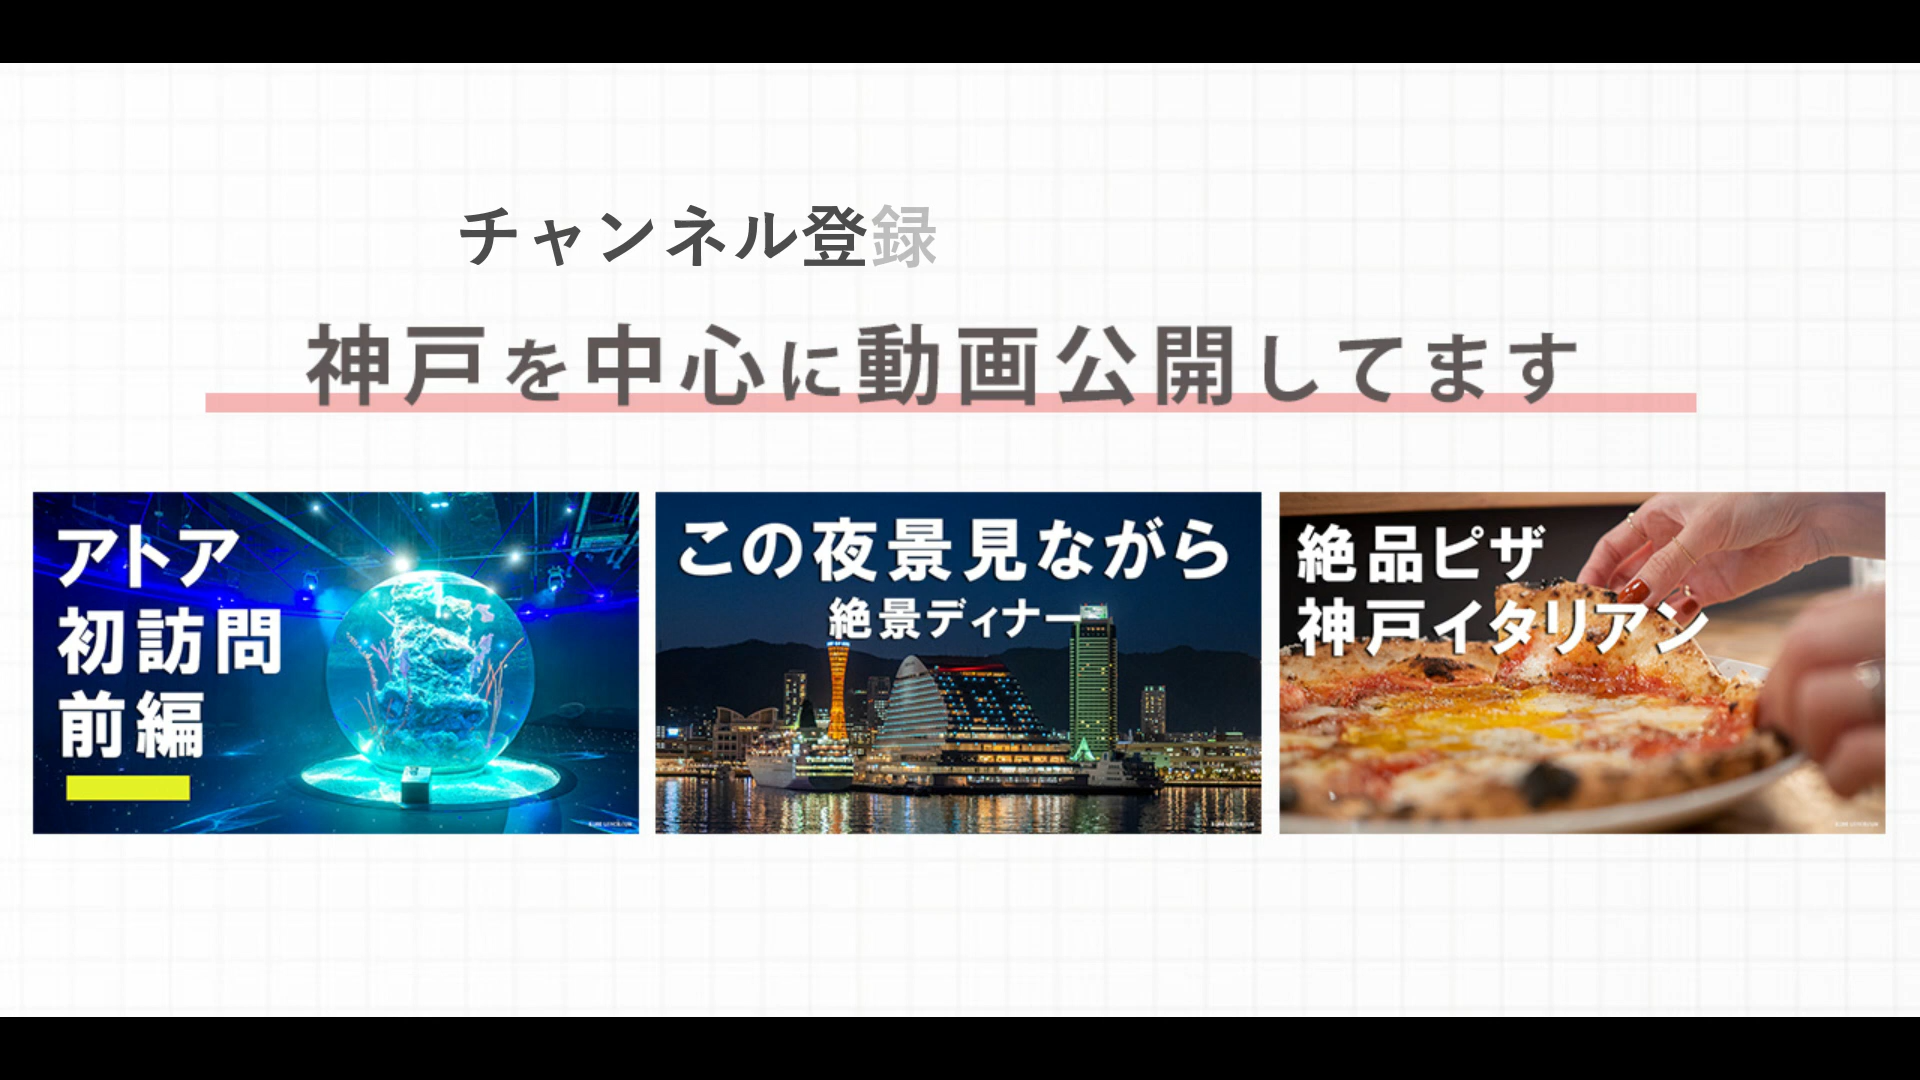 チャンネル登録
神戸を中心に動画公開してます
アトア
初訪問
前編
この夜景見ながら
絶景ディナー
絶品ピザ
神戸イタリアン